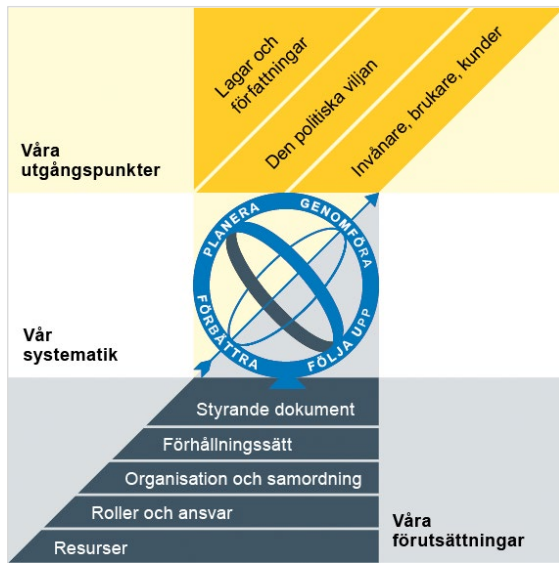 Lagar och
författningar
Den politiska viljan
Invånare, brukare, kunder
Våra
utgångspunkter
PLANERA
GENOMFÖRA
FÖLJA UPP
FÖRBÄTTRA
Vår
systematik
Styrande dokument
Förhållningssätt
Organisation och samordning
Roller och ansvar
Resurser
Våra
förutsättningar